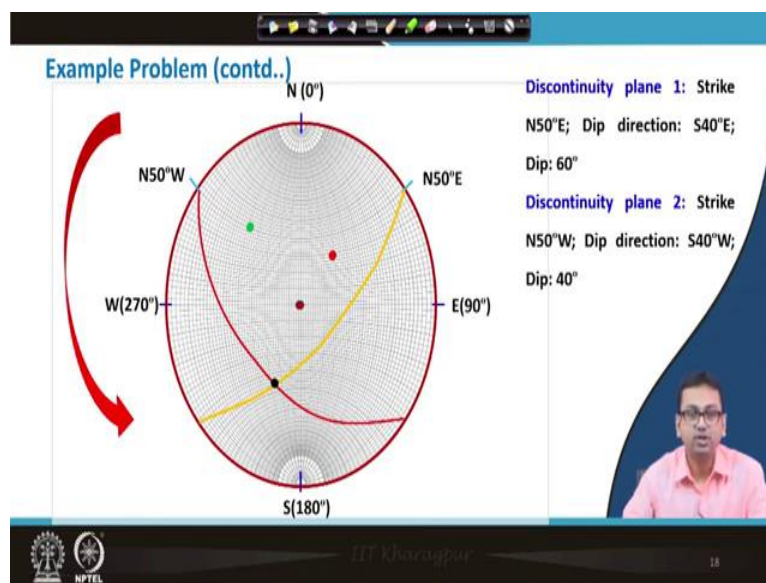 Example Problem (contd..)
N (0°)
N50°W
N50°E
W(270°)
E(90°)
S(180°)
Discontinuity plane 1: Strike
N50°E; Dip direction: S40°E;
Dip: 60°
Discontinuity plane 2: Strike
N50°W; Dip direction: S40°W;
Dip: 40°
IIT Kharagpur
NPTEL
18